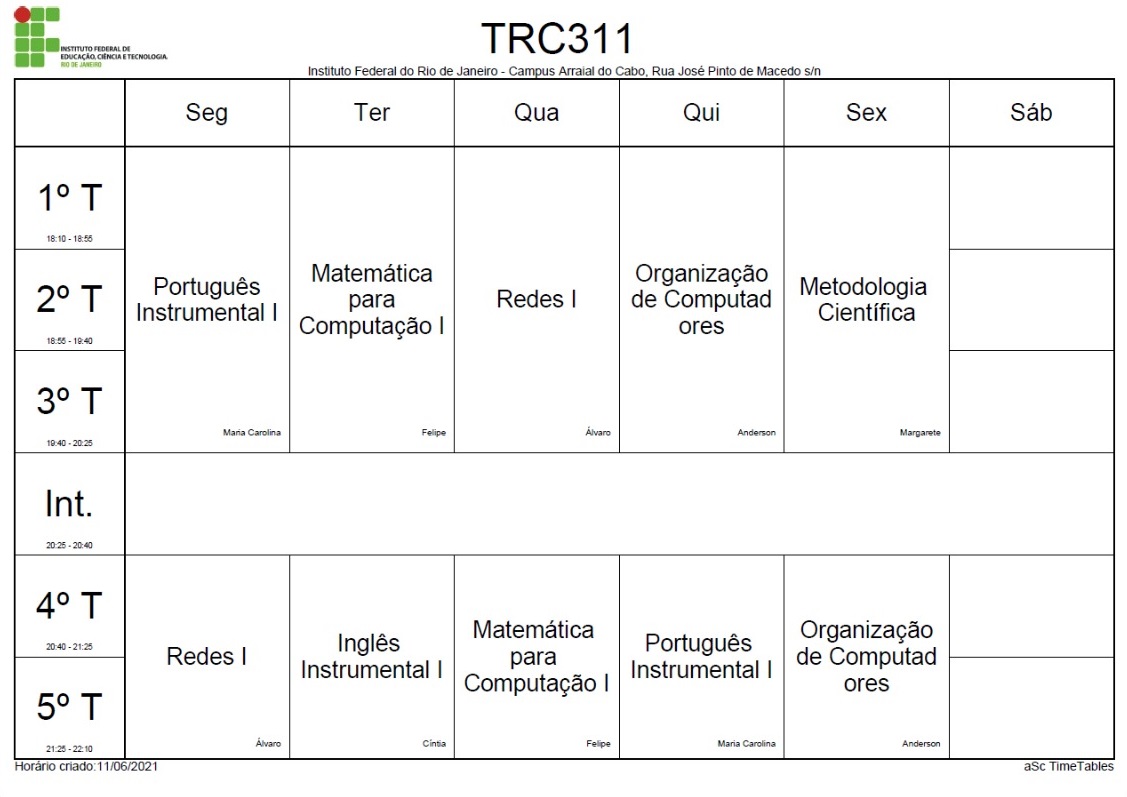 INSTITUTO FEDERAL DE
EDUCAÇÃO, CIÊNCIA E TECNOLOGIA
RIO DE JANEIRO
TRC311
Instituto Federal do Rio de Janeiro - Campus Arraial do Cabo, Rua José Pinto de Macedo s/n
Seg Ter Qua Qui Sex Sáb
1º T
18:10 - 18:55
2º T
18:55 - 19:40
3º T
19:40 - 20:25
Português
Instrumental I
Maria Carolina
Matemática
para
Computação I
Felipe
Redes I
Álvaro
Organização
de Computad
ores
Anderson
Metodologia
Científica
Margarete
Int.
20:25 - 20:40
4º T
20:40 - 21:25
5º T
21:25 - 22:10
Redes I
Álvaro
Inglês
Instrumental I
Cíntia
Matemática
para
Computação I
Felipe
Português
Instrumental I
Maria Carolina
Organização
de Computad
ores
Anderson
Horário criado:11/06/2021
aSc TimeTables